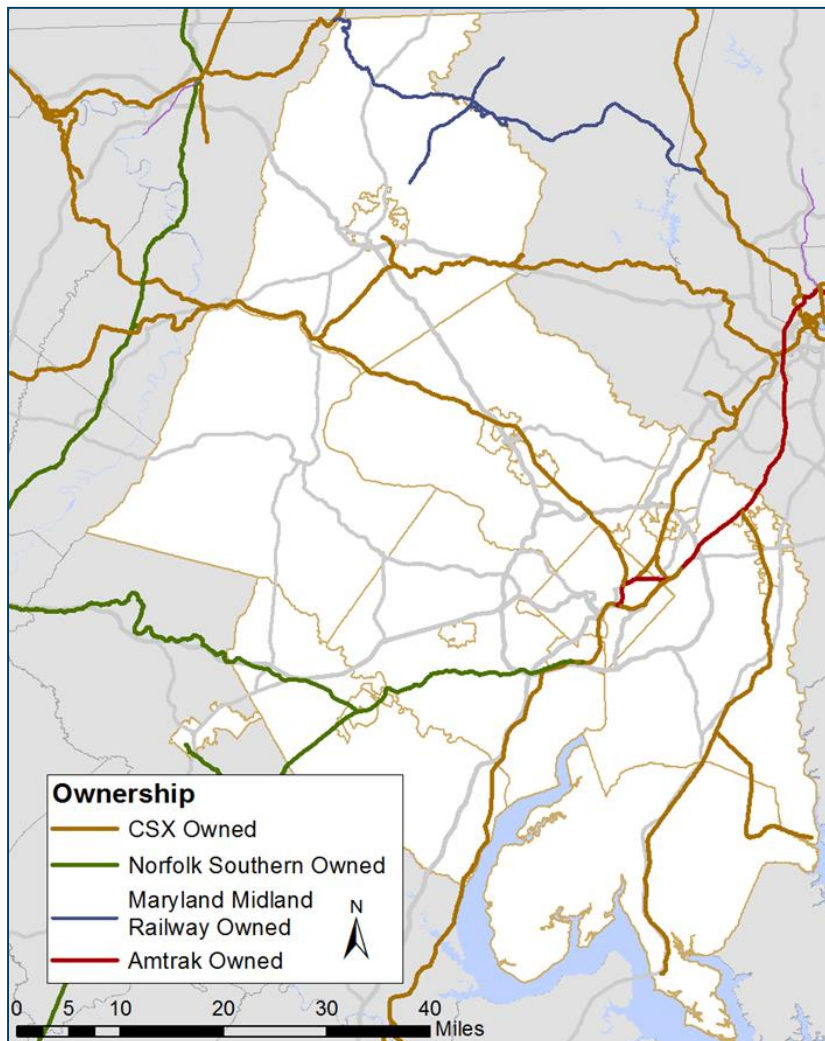 Ownership
CSX Owned
Norfolk Southern Owned
Maryland Midland
Railway Owned
Amtrak Owned
N
0 5 10 20 30 40
Miles